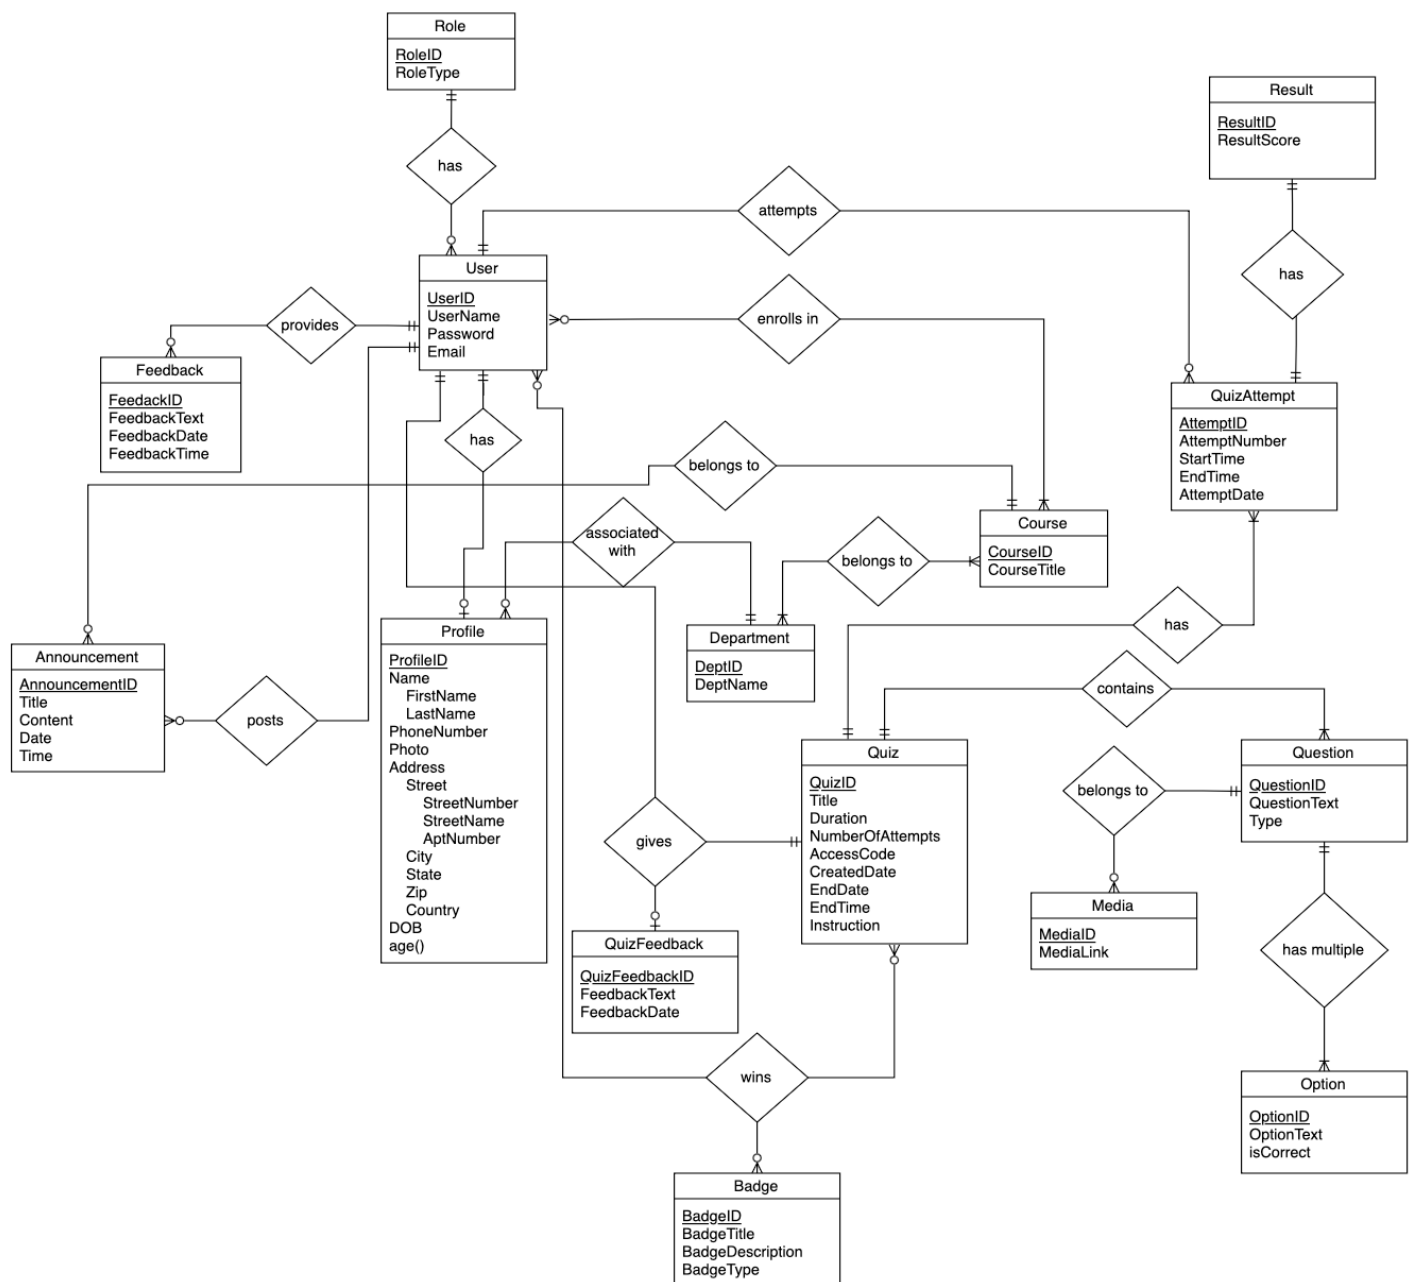 Role
RoleID
RoleType
has
Result
ResultID
ResultScore
attempts
has
User
UserID
UserName
Password
Email
enrolls in
provides
Feedback
FeedackID
FeedbackText
FeedbackDate
FeedbackTime
has
QuizAttempt
AttemptID
AttemptNumber
StartTime
EndTime
AttemptDate
belongs to
associated
with
Course
CourseID
CourseTitle
belongs to
Department
DeptID
DeptName
has
Announcement
AnnouncementID
Title
Content
Date
Time
posts
Profile
ProfileID
Name
FirstName
LastName
PhoneNumber
Photo
Address
Street
StreetNumber
StreetName
AptNumber
City
State
Zip
Country
DOB
age()
contains
Quiz
QuizID
Title
Duration
NumberOfAttempts
AccessCode
CreatedDate
EndDate
EndTime
Instruction
Question
QuestionID
QuestionText
Type
belongs to
gives
Media
MediaID
MediaLink
has multiple
QuizFeedback
QuizFeedbackID
FeedbackText
FeedbackDate
wins
Option
OptionID
OptionText
isCorrect
Badge
BadgeID
BadgeTitle
BadgeDescription
BadgeType